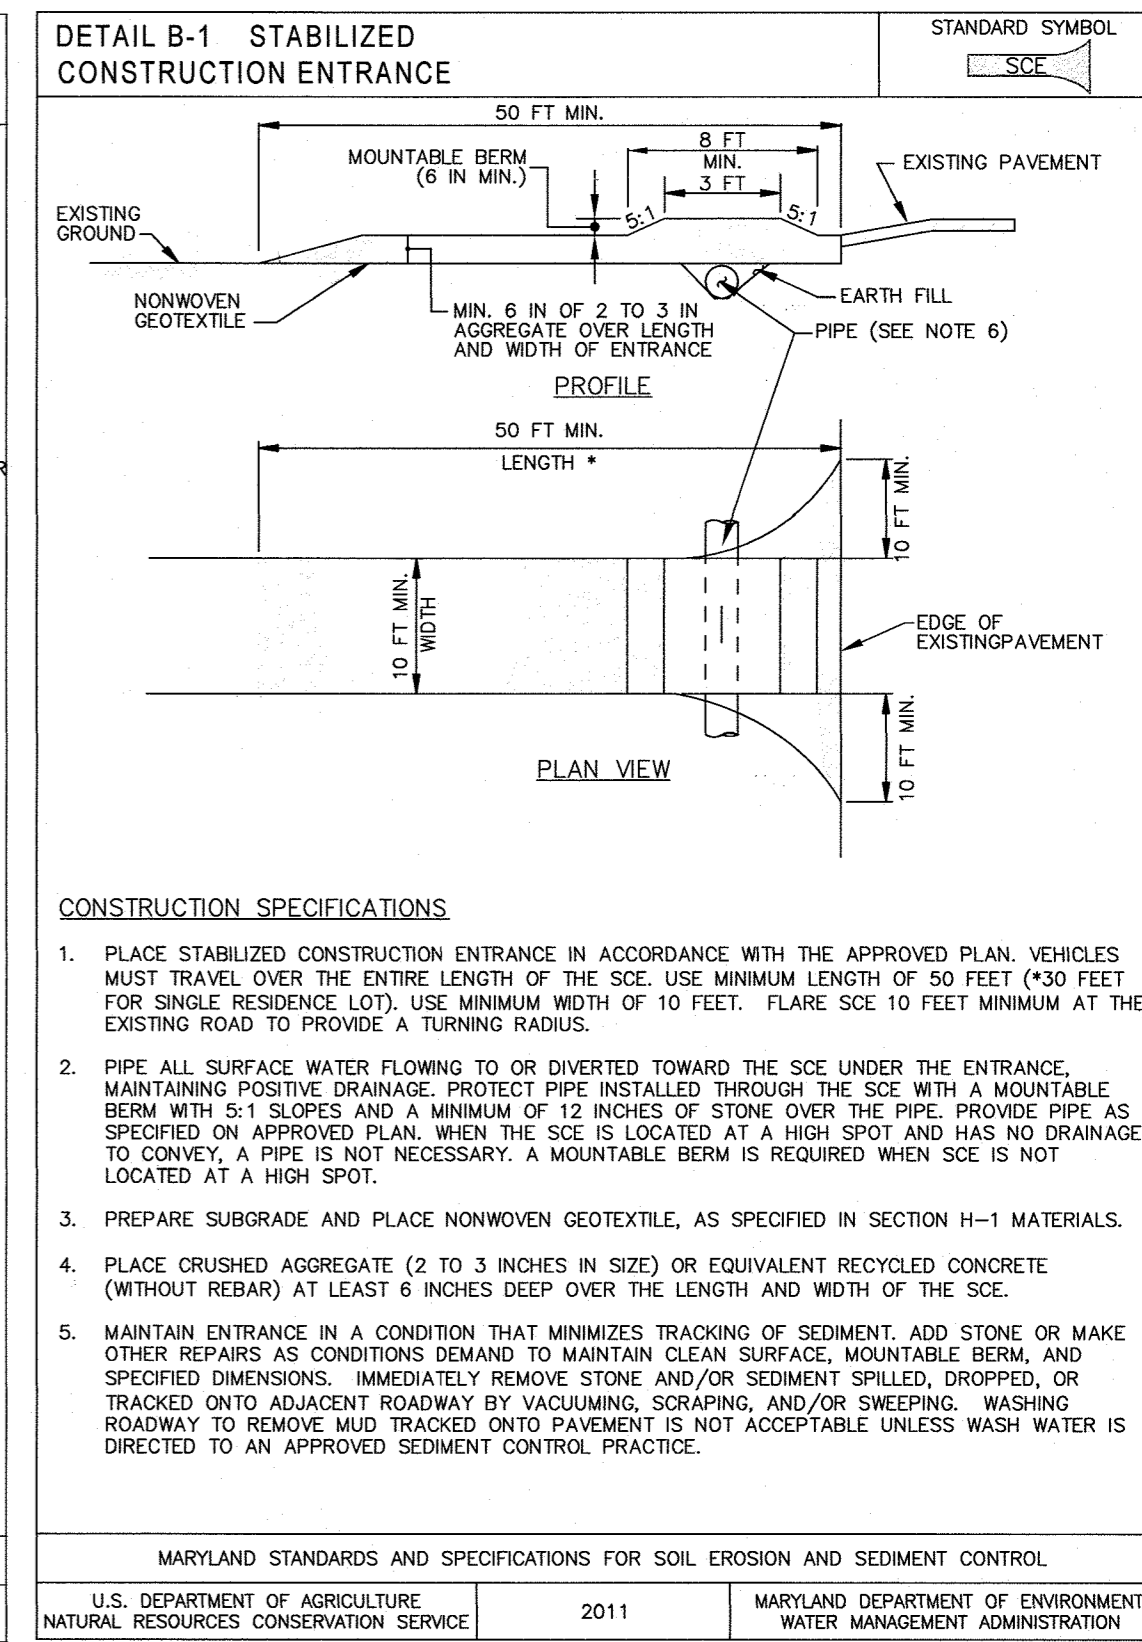 DETAIL B-1 STABILIZED
CONSTRUCTION ENTRANCE
STANDARD SYMBOL
SCE
50 FT MIN.
MOUNTABLE BERM
(6 IN MIN.)
8 FT
MIN.
3 FT
5:1
5:1
EXISTING PAVEMENT
EXISTING
GROUND
NONWOVEN
GEOTEXTILE
MIN. 6 IN OF 2 TO 3 IN
AGGREGATE OVER LENGTH
AND WIDTH OF ENTRANCE
EARTH FILL
PIPE (SEE NOTE 6)
PROFILE
50 FT MIN.
LENGTH *
10 FT MIN.
10 FT MIN.
WIDTH
EDGE OF
EXISTINGPAVEMENT
10 FT MIN.
PLAN VIEW
CONSTRUCTION SPECIFICATIONS
1. PLACE STABILIZED CONSTRUCTION ENTRANCE IN ACCORDANCE WITH THE APPROVED PLAN. VEHICLES
MUST TRAVEL OVER THE ENTIRE LENGTH OF THE SCE. USE MINIMUM LENGTH OF 50 FEET (*30 FEET
FOR SINGLE RESIDENCE LOT). USE MINIMUM WIDTH OF 10 FEET. FLARE SCE 10 FEET MINIMUM AT THE
EXISTING ROAD TO PROVIDE A TURNING RADIUS.
2. PIPE ALL SURFACE WATER FLOWING TO OR DIVERTED TOWARD THE SCE UNDER THE ENTRANCE,
MAINTAINING POSITIVE DRAINAGE. PROTECT PIPE INSTALLED THROUGH THE SCE WITH A MOUNTABLE
BERM WITH 5:1 SLOPES AND A MINIMUM OF 12 INCHES OF STONE OVER THE PIPE. PROVIDE PIPE AS
SPECIFIED ON APPROVED PLAN. WHEN THE SCE IS LOCATED AT A HIGH SPOT AND HAS NO DRAINAGE
TO CONVEY, A PIPE IS NOT NECESSARY. A MOUNTABLE BERM IS REQUIRED WHEN SCE IS NOT
LOCATED AT A HIGH SPOT.
3. PREPARE SUBGRADE AND PLACE NONWOVEN GEOTEXTILE, AS SPECIFIED IN SECTION H-1 MATERIALS.
4. PLACE CRUSHED AGGREGATE (2 TO 3 INCHES IN SIZE) OR EQUIVALENT RECYCLED CONCRETE
(WITHOUT REBAR) AT LEAST 6 INCHES DEEP OVER THE LENGTH AND WIDTH OF THE SCE.
5. MAINTAIN ENTRANCE IN A CONDITION THAT MINIMIZES TRACKING OF SEDIMENT. ADD STONE OR MAKE
OTHER REPAIRS AS CONDITIONS DEMAND TO MAINTAIN CLEAN SURFACE, MOUNTABLE BERM, AND
SPECIFIED DIMENSIONS. IMMEDIATELY REMOVE STONE AND/OR SEDIMENT SPILLED, DROPPED, OR
TRACKED ONTO ADJACENT ROADWAY BY VACUUMING, SCRAPING, AND/OR SWEEPING. WASHING
ROADWAY TO REMOVE MUD TRACKED ONTO PAVEMENT IS NOT ACCEPTABLE UNLESS WASH WATER IS
DIRECTED TO AN APPROVED SEDIMENT CONTROL PRACTICE.
MARYLAND STANDARDS AND SPECIFICATIONS FOR SOIL EROSION AND SEDIMENT CONTROL
U.S. DEPARTMENT OF AGRICULTURE
NATURAL RESOURCES CONSERVATION SERVICE
2011
MARYLAND DEPARTMENT OF ENVIRONMENT
WATER MANAGEMENT ADMINISTRATION